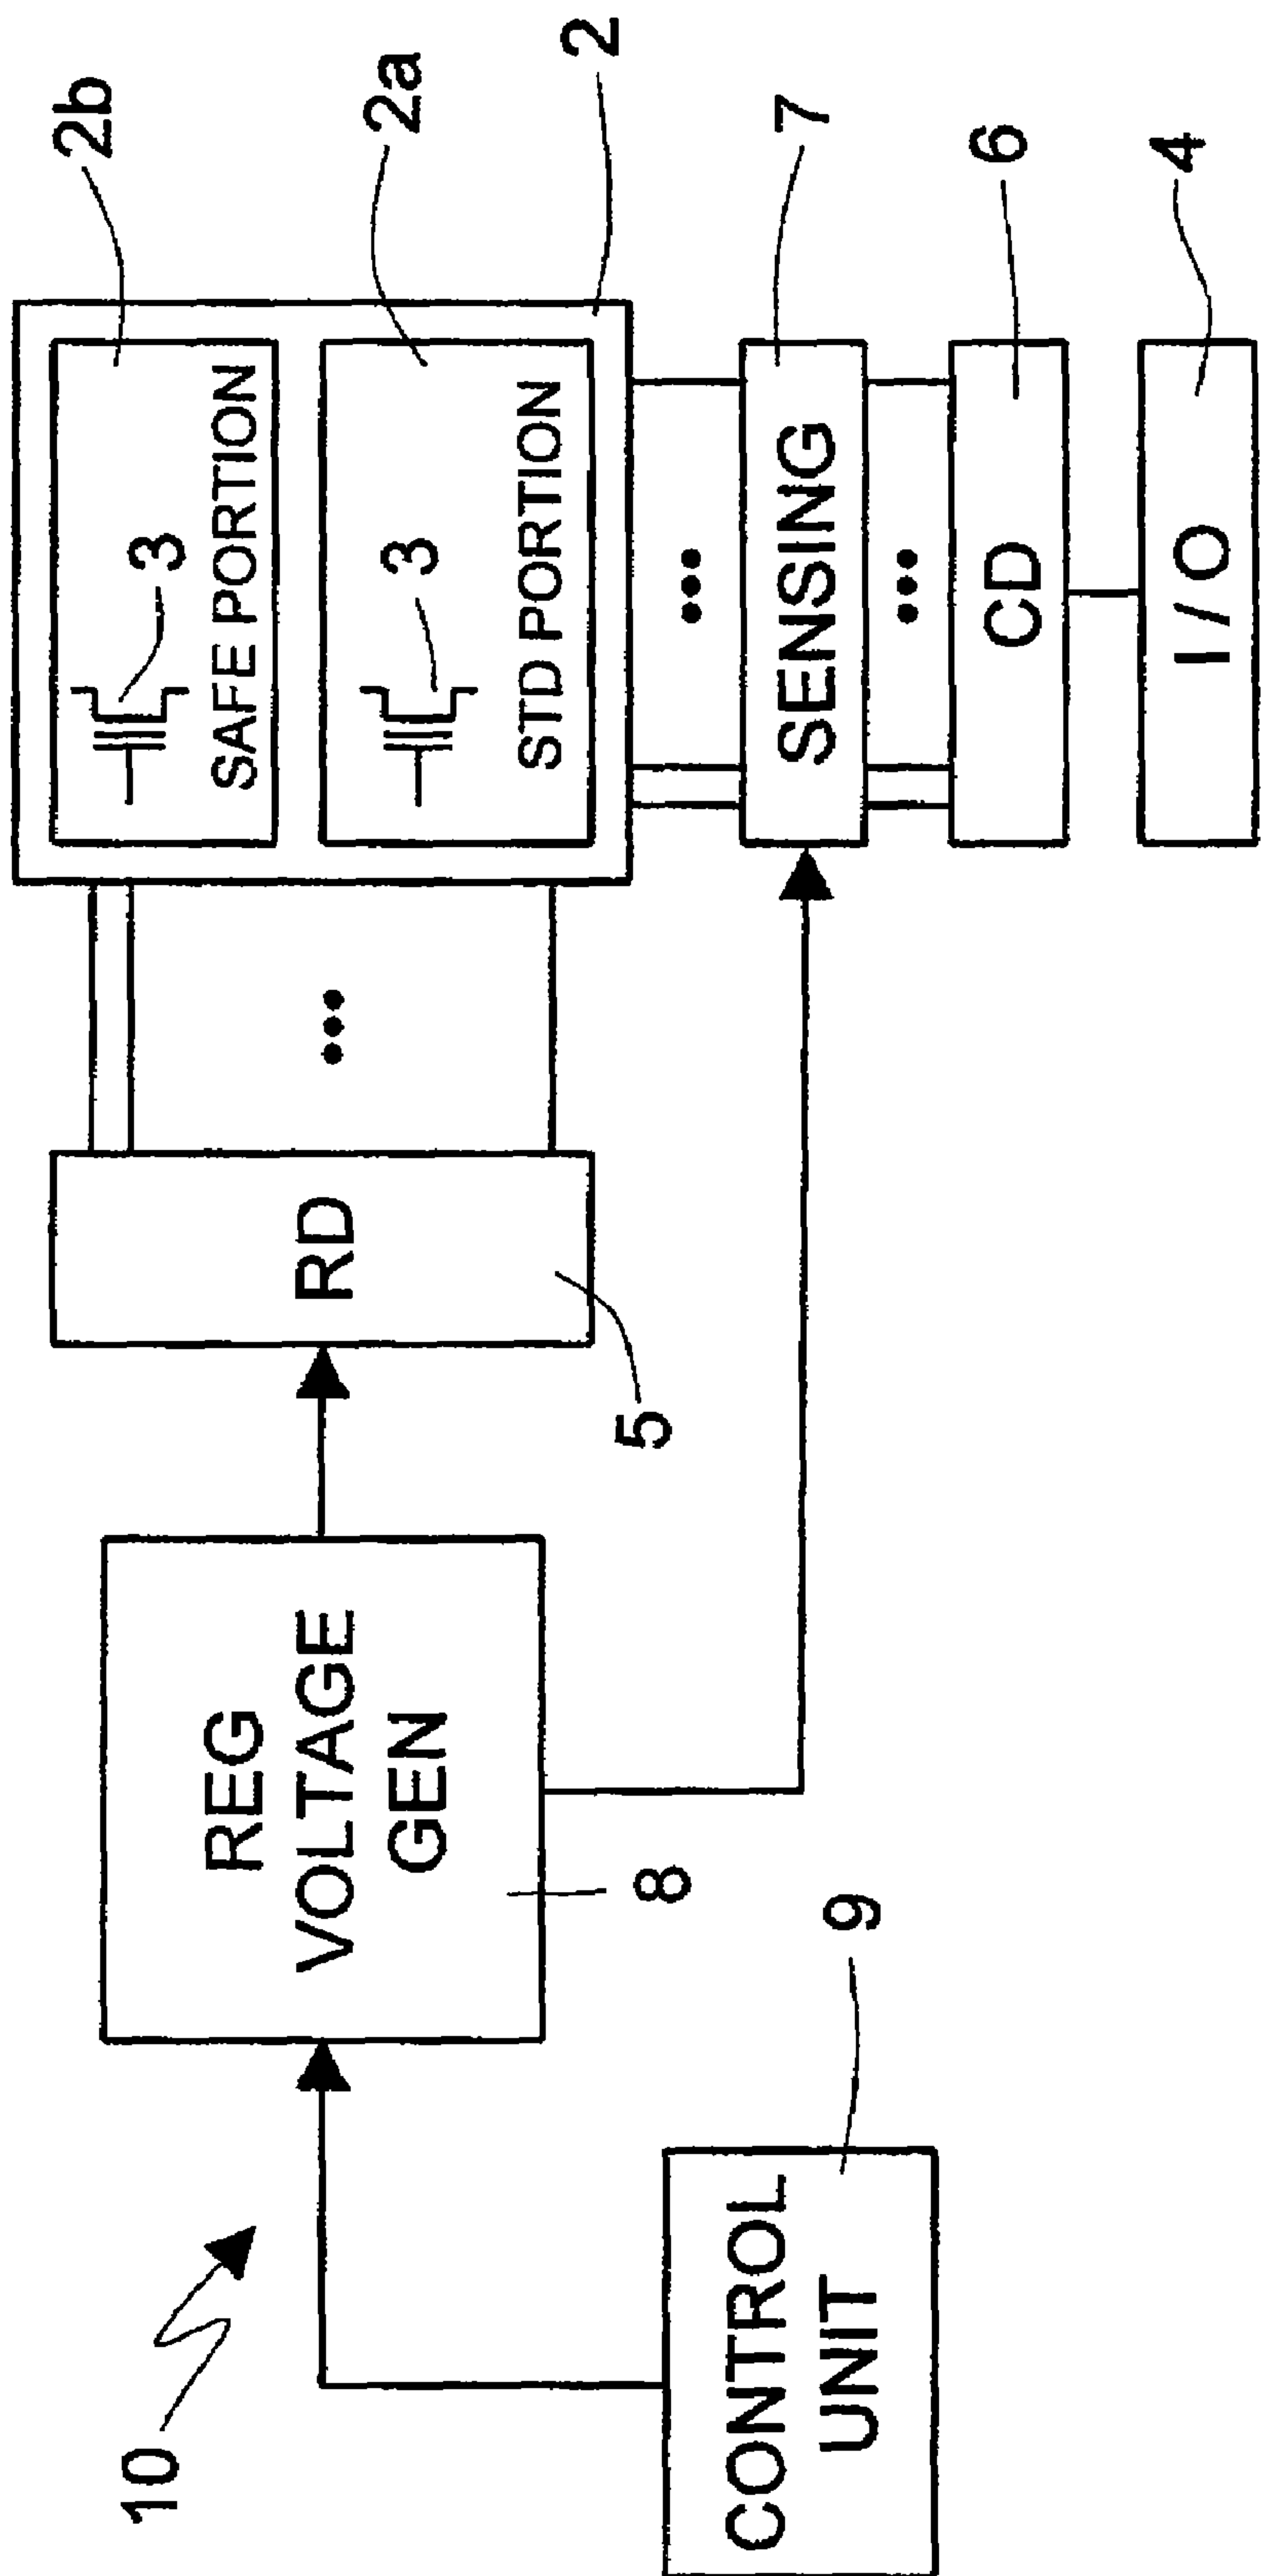 10
CONTROL
UNIT
9
REG
VOLTAGE
GEN
8
RD
5
3
SAFE PORTION
2b
3
STD PORTION
2a
2
SENSING
7
CD
6
I / O
4